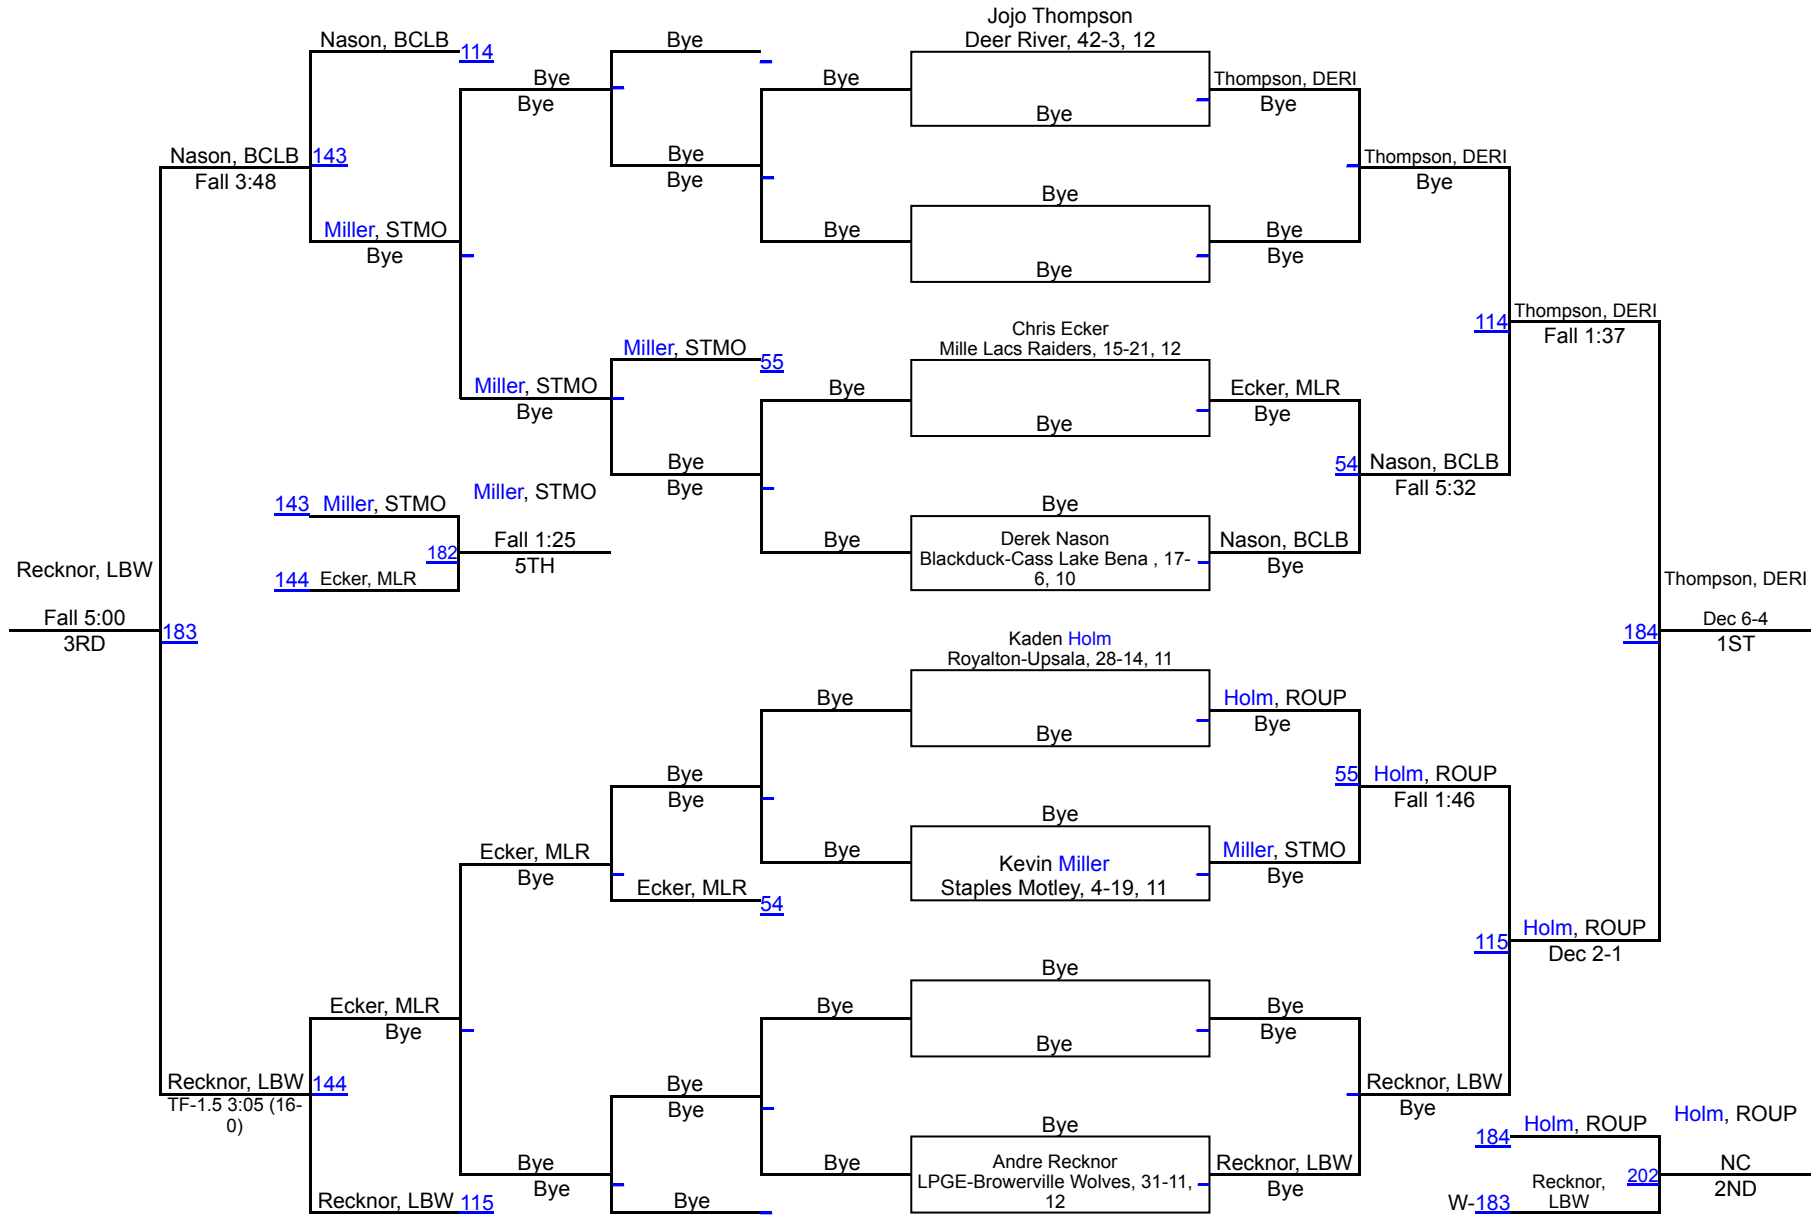 Jojo Thompson
Deer River, 42-3, 12
Bye
Bye
Bye
Chris Ecker
Mille Lacs Raiders, 15-21, 12
Bye
Bye
Derek Nason
Blackduck-Cass Lake Bena , 17-
6, 10
Kaden Holm
Royalton-Upsala, 28-14, 11
Bye
Bye
Kevin Miller
Staples Motley, 4-19, 11
Bye
Bye
Bye
Andre Recknor
LPGE-Browerville Wolves, 31-11,
12
Thompson, DERI
Bye
Bye
Bye
Ecker, MLR
Bye
Nason, BCLB
Bye
Holm, ROUP
Bye
Miller, STMO
Bye
Bye
Bye
Recknor, LBW
Bye
Thompson, DERI
Bye
54
Nason, BCLB
Fall 5:32
55
Holm, ROUP
Fall 1:46
Recknor, LBW
Bye
114
Thompson, DERI
Fall 1:37
115
Holm, ROUP
Dec 2-1
Thompson, DERI
184
Dec 6-4
1ST
184
Holm, ROUP
Holm, ROUP
W-183
Recknor,
LBW
202
NC
2ND
Bye
Bye
Bye
Bye
Bye
Bye
Bye
Bye
Bye
Bye
Bye
Miller, STMO
55
Bye
Bye
Bye
Bye
Ecker, MLR
54
Bye
Bye
Bye
Bye
Bye
Miller, STMO
Bye
Ecker, MLR
Bye
Bye
Bye
Nason, BCLB
114
Miller, STMO
Bye
Ecker, MLR
Bye
Recknor, LBW
115
Nason, BCLB
143
Fall 3:48
Recknor, LBW
144
TF-1.5 3:05 (16-
0)
143
Miller, STMO
Miller, STMO
144
Ecker, MLR
182
Fall 1:25
5TH
Recknor, LBW
Fall 5:00
183
3RD